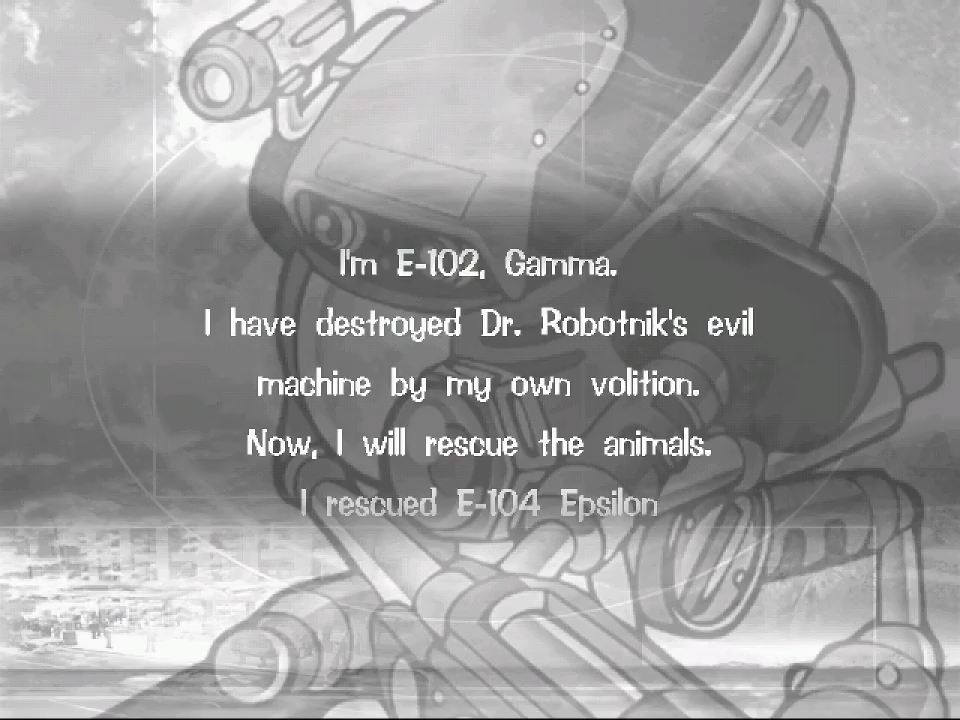 I'm E-102, Gamma.
I have destroyed Dr. Robotnik's evil
machine by my own volition.
Now, I will rescue the animals.
I rescued E-104 Epsilon